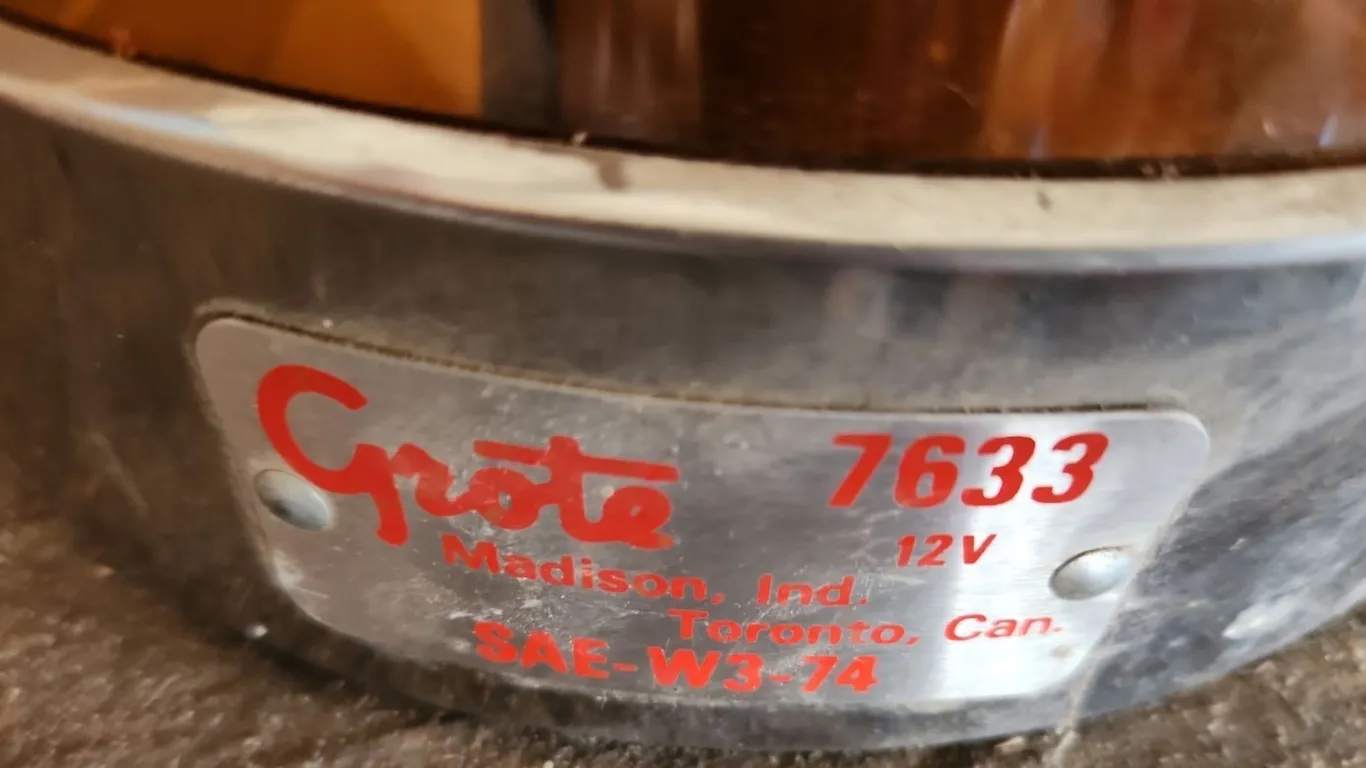 Grote 7633
12V
Madison, Ind.
Toronto, Can.
SAE-W3-74